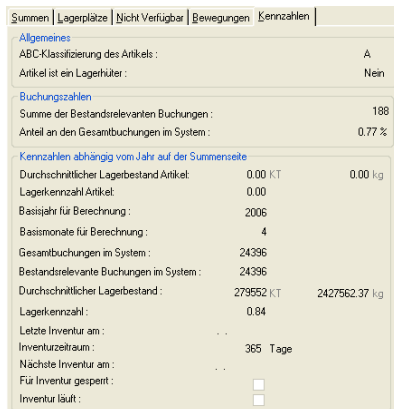 Summen Lagerplätze Nicht Verfügbar Bewegungen Kennzahlen
Allgemeines
ABC-Klassifizierung des Artikels : A
Artikel ist ein Lagerhüter : Nein
Buchungszahlen
Summe der Bestandsrelevanten Buchungen : 188
Anteil an den Gesamtbuchungen im System : 0.77 %
Kennzahlen abhängig vom Jahr auf der Summenseite
Durchschnittlicher Lagerbestand Artikel: 0.00 KT 0.00 kg
Lagerkennzahl Artikel: 0.00
Basisjahr für Berechnung : 2006
Basismonate für Berechnung : 4
Gesamtbuchungen im System : 24396
Bestandsrelevante Buchungen im System : 24396
Durchschnittlicher Lagerbestand : 279552 KT 2427562.37 kg
Lagerkennzahl : 0.84
Letzte Inventur am : . .
Inventurzeitraum : 365 Tage
Nächste Inventur am : . .
Für Inventur gesperrt :
Inventur läuft :